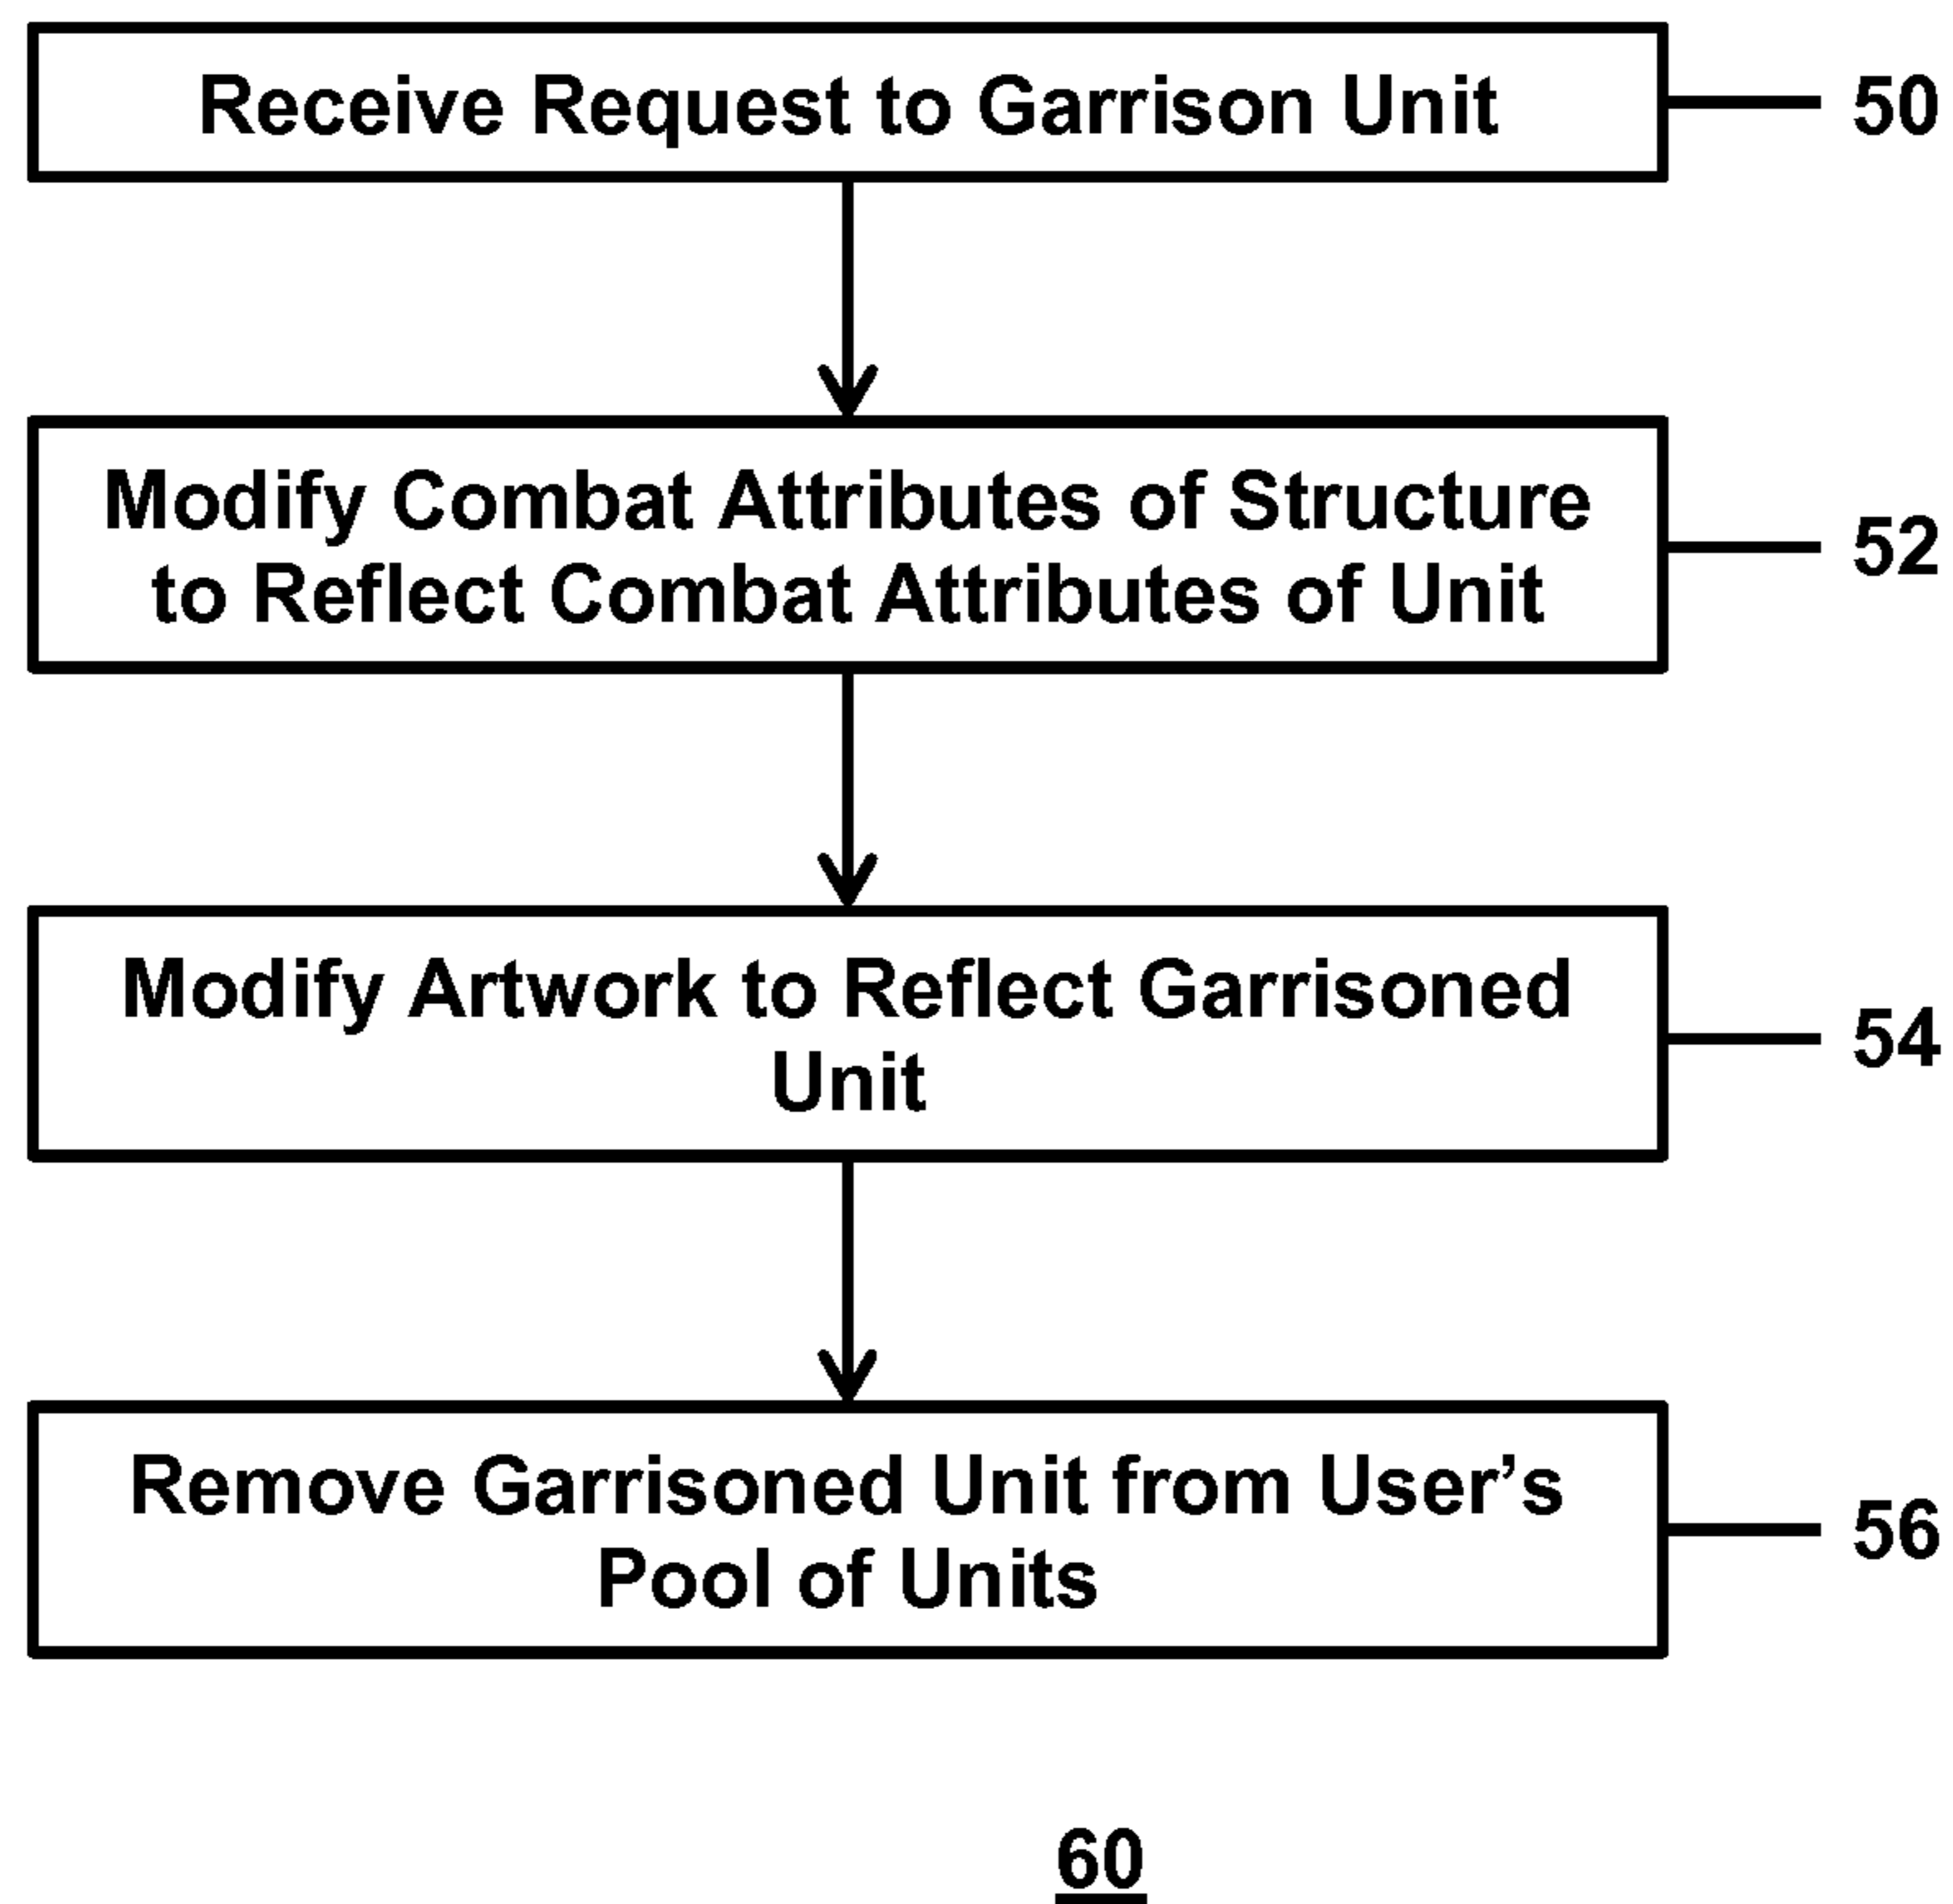 Receive Request to Garrison Unit
50
Modify Combat Attributes of Structure
to Reflect Combat Attributes of Unit
52
Modify Artwork to Reflect Garrisoned
Unit
54
Remove Garrisoned Unit from User’s
Pool of Units
56
60